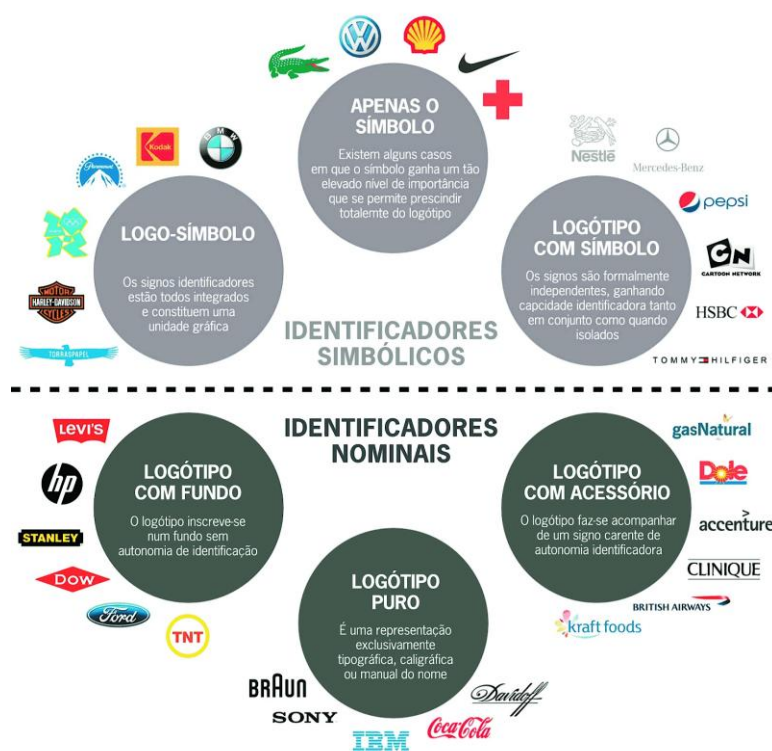 APENAS O
SÍMBOLO
Existem alguns casos
em que o símbolo ganha um tão
elevado nível de importância
que se permite prescindir
totalemte do logótipo
Kodak
BMW
Paramount
LOGO-SÍMBOLO
Os signos identificadores
estão todos integrados
e constituem uma
unidade gráfica
MOTOR
HARLEY-DAVIDSON
CYCLES
TORRASPAPEL
Nestlé
Mercedes-Benz
pepsi
CN
CARTOON NETWORK
HSBC
TOMMY HILFIGER
LOGÓTIPO
COM SÍMBOLO
Os signos são formalmente
independentes, ganhando
capcidade identificadora tanto
em conjunto como quando
isolados
IDENTIFICADORES
SIMBÓLICOS
IDENTIFICADORES
NOMINAIS
LEVI'S
hp
STANLEY
DOW
Ford
TNT
LOGÓTIPO
COM FUNDO
O logótipo inscreve-se
num fundo sem
autonomia de identificação
LOGÓTIPO
PURO
É uma representação
exclusivamente
tipográfica, caligráfica
ou manual do nome
BRAUN
SONY
IBM
Coca-Cola
Davidoff
LOGÓTIPO
COM ACESSÓRIO
O logótipo faz-se acompanhar
de um signo carente de
autonomia identificadora
gasNatural
Dole
accenture
CLINIQUE
BRITISH AIRWAYS
kraft foods